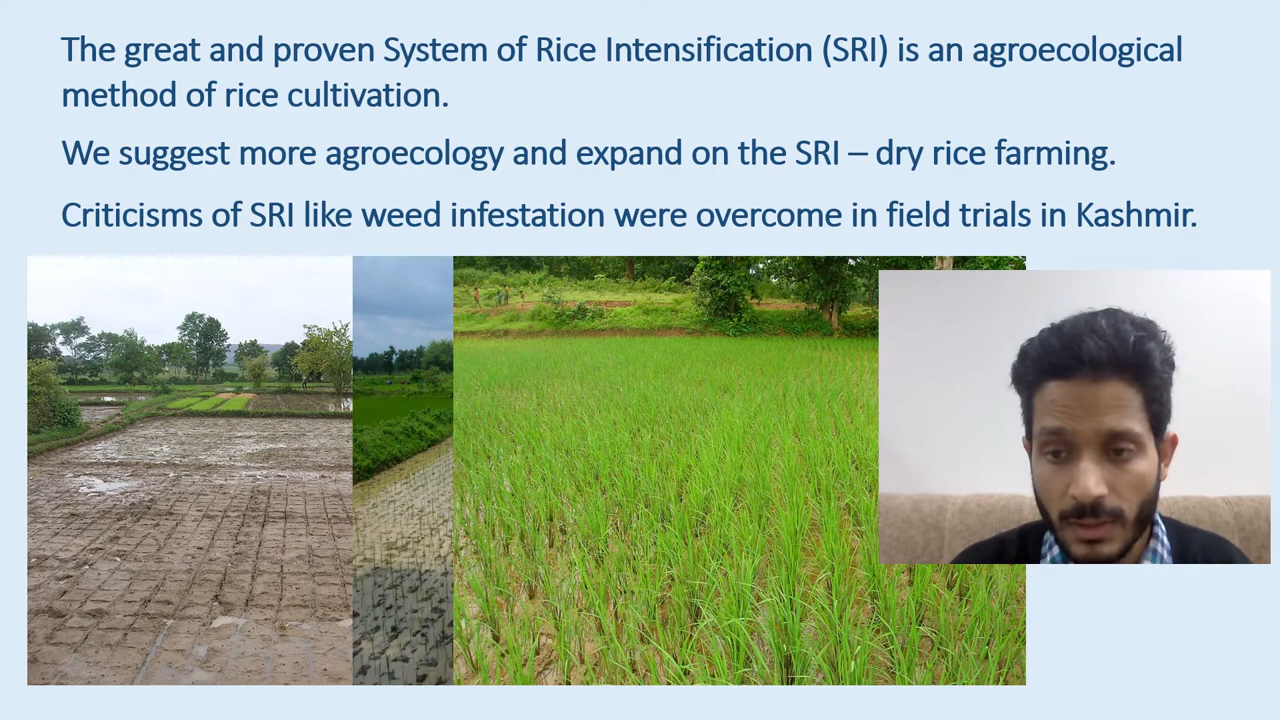 The great and proven System of Rice Intensification (SRI) is an agroecological
method of rice cultivation.
We suggest more agroecology and expand on the SRI – dry rice farming.
Criticisms of SRI like weed infestation were overcome in field trials in Kashmir.